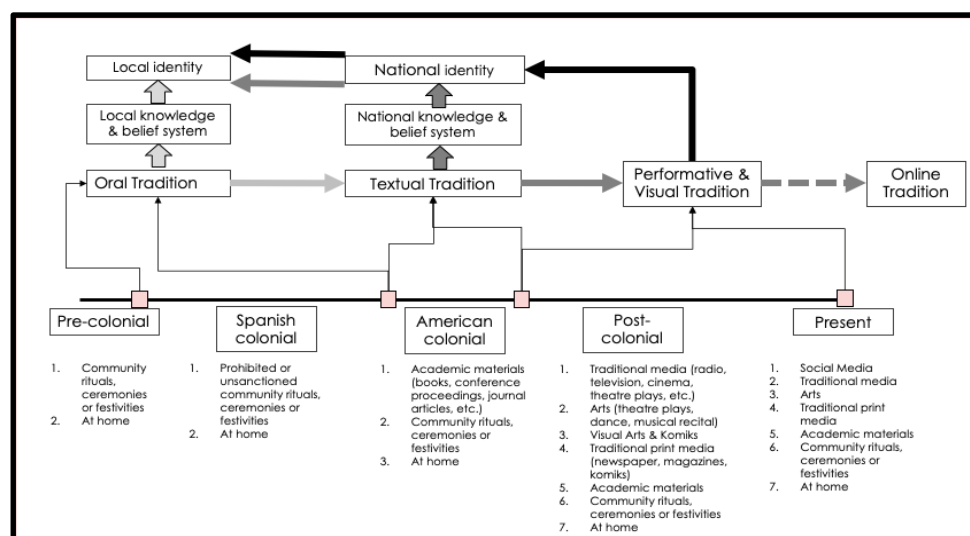 Local identity
National identity
Local knowledge
& belief system
National knowledge &
belief system
Oral Tradition
Textual Tradition
Performative &
Visual Tradition
Online
Tradition
Pre-colonial
Spanish
colonial
American
colonial
Post-
colonial
Present
1. Community
rituals,
ceremonies
or festivities
2. At home
1. Prohibited or
unsanctioned
community rituals,
ceremonies or
festivities
2. At home
1. Academic materials
(books, conference
proceedings, journal
articles, etc.)
2. Community rituals,
ceremonies or
festivities
3. At home
1. Traditional media (radio,
television, cinema,
theatre plays, etc.)
2. Arts (theatre plays,
dance, musical recital)
3. Visual Arts & Komiks
4. Traditional print media
(newspaper, magazines,
komiks)
5. Academic materials
6. Community rituals,
ceremonies or festivities
7. At home
1. Social Media
2. Traditional media
3. Arts
4. Traditional print
media
5. Academic materials
6. Community rituals,
ceremonies or
festivities
7. At home